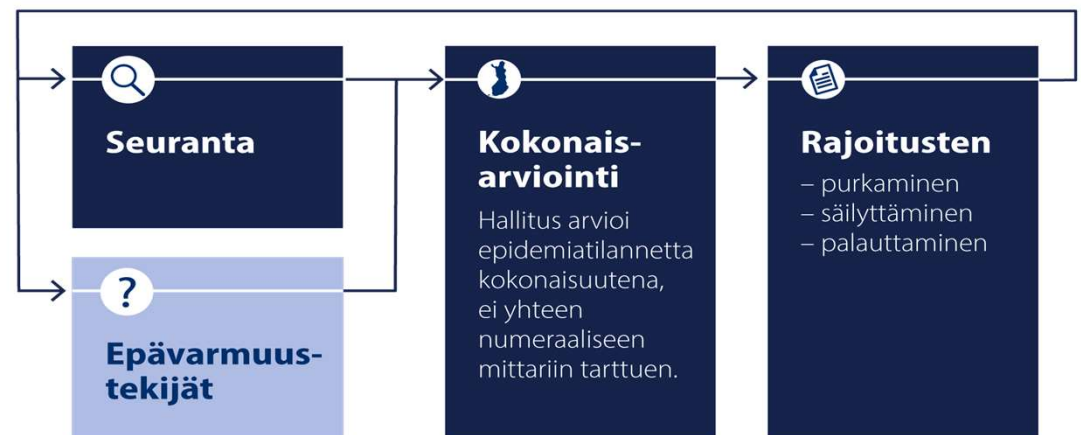 Seuranta
?
Epävarmuus-
tekijät
Kokonais-
arviointi
Hallitus arvioi
epidemiatilannetta
kokonaisuutena,
ei yhteen
numeraaliseen
mittariin tarttuen.
Rajoitusten
– purkaminen
– säilyttäminen
– palauttaminen